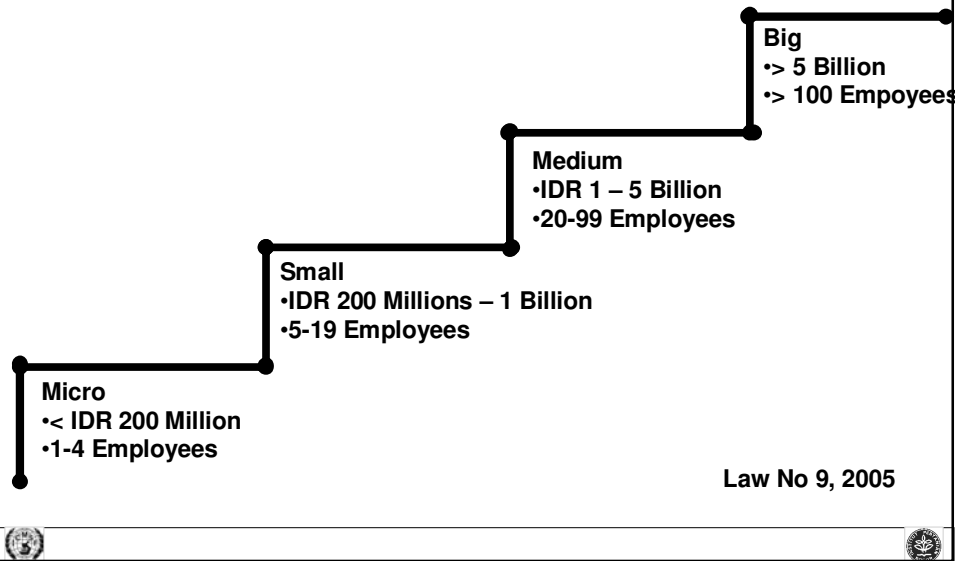 Big
•> 5 Billion
•> 100 Empoyees
Medium
•IDR 1 – 5 Billion
•20-99 Employees
Small
•IDR 200 Millions – 1 Billion
•5-19 Employees
Micro
•< IDR 200 Million
•1-4 Employees
Law No 9, 2005